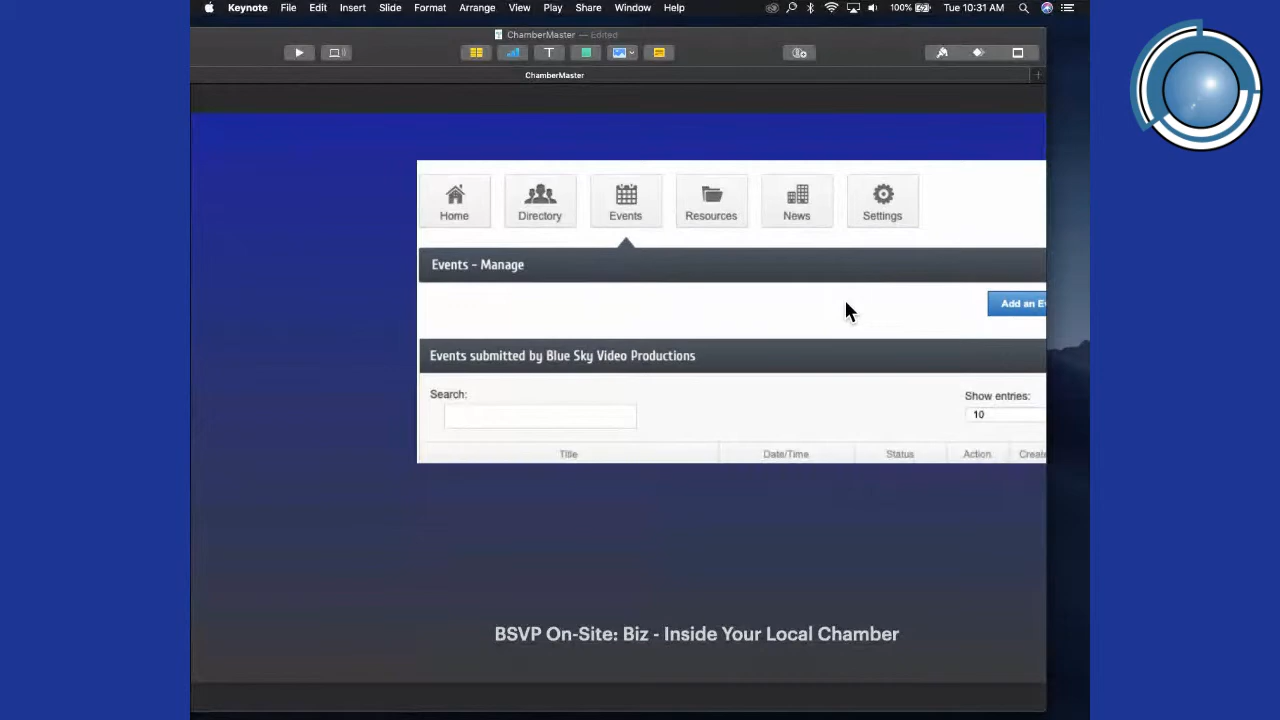 Keynote File Edit Insert Slide Format Arrange View Play Share Window Help 100% Tue 10:31 AM
ChamberMaster — Edited
ChamberMaster
Home Directory Events Resources News Settings
Events - Manage
Add an
Events submitted by Blue Sky Video Productions
Search:
Show entries:
10
Title Date/Time Status Action
BSVP On-Site: Biz - Inside Your Local Chamber